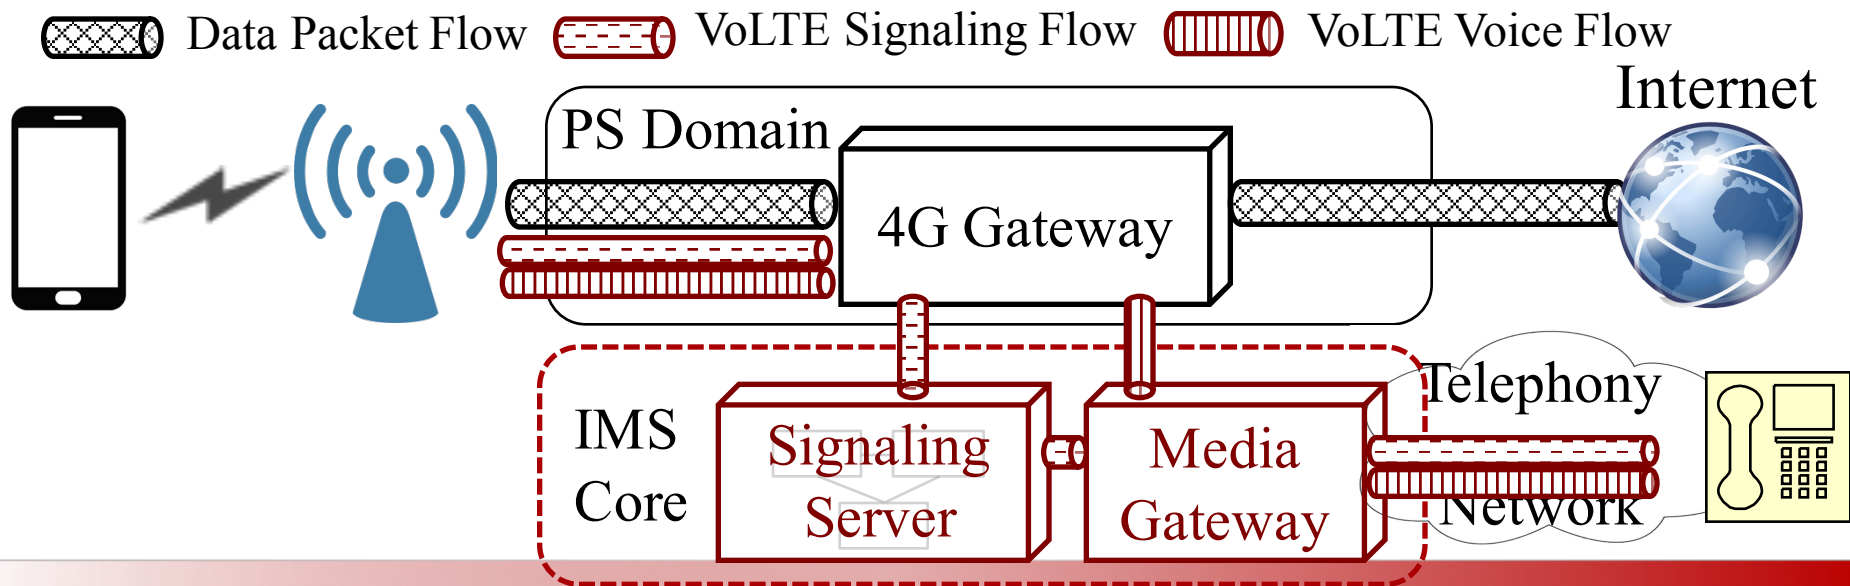 Data Packet Flow
VoLTE Signaling Flow
VoLTE Voice Flow
Internet
PS Domain
4G Gateway
IMS
Core
Signaling
Server
Media
Gateway
Telephony
Network